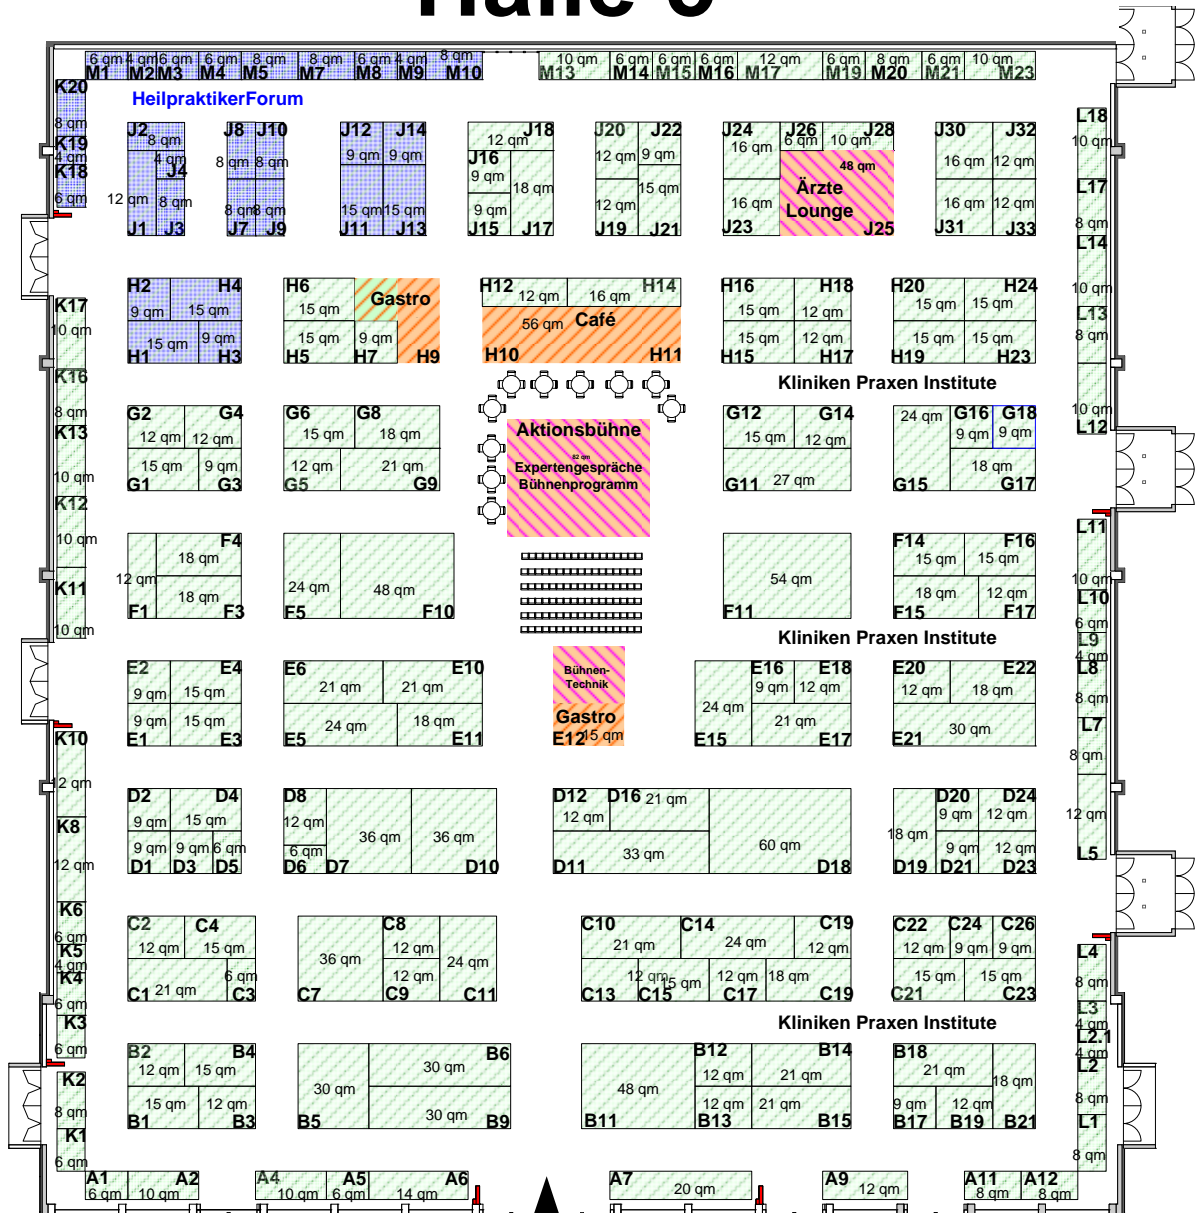 Halle 6
6 qm 4 qm 6 qm 6 qm 8 qm 8 qm 6 qm 4 qm 8 qm 10 qm 6 qm 6 qm 6 qm 12 qm 6 qm 8 qm 6 qm 10 qm
M1 M2 M3 M4 M5 M7 M8 M9 M10 M13 M14 M15 M16 M17 M19 M20 M21 M23
K20
HeilpraktikerForum
L18
8 qm
J2 J8 J10 J12 J14 J18 J20 J22 J24 J26 J28 J30 J32
K19 8 qm 12 qm 6 qm 10 qm 10 qm
4 qm 4 qm 8 qm 8 qm 9 qm 9 qm J16 12 qm 9 qm 16 qm 48 qm 16 qm 12 qm
K18 J4 9 qm
6 qm 12 qm 8 qm 18 qm 15 qm Ärzte L17
8 qm 8 qm 15 qm 15 qm 9 qm 12 qm 16 qm Lounge 16 qm 12 qm
J1 J3 J7 J9 J11 J13 J15 J17 J19 J21 J23 J25 J31 J33 8 qm
L14
H2 H4 H6 Gastro H12 H14 H16 H18 H20 H24 10 qm
K17 9 qm 15 qm 15 qm 12 qm 16 qm 15 qm 12 qm 15 qm 15 qm L13
10 qm 15 qm 9 qm 15 qm 9 qm 56 qm Café 15 qm 12 qm 15 qm 15 qm 8 qm
H1 H3 H5 H7 H9 H10 H11 H15 H17 H19 H23
K16
Kliniken Praxen Institute
8 qm G2 G4 G6 G8 G12 G14 24 qm G16 G18 10 qm
K13 12 qm 12 qm 15 qm 18 qm Aktionsbühne 15 qm 12 qm 9 qm 9 qm L12
82 qm
15 qm 9 qm 12 qm 21 qm Expertengespräche 27 qm 18 qm
10 qm G1 G3 G5 G9 Bühnenprogramm G11 G15 G17
K12
L11
10 qm F4 F14 F16
18 qm 15 qm 15 qm
12 qm 24 qm 48 qm 54 qm 10 qm
K11 18 qm 18 qm 12 qm L10
F1 F3 F5 F10 F11 F15 F17 6 qm
10 qm
Kliniken Praxen Institute
L9
4 qm
E2 E4 E6 E10 Bühnen- E16 E18 E20 E22 L8
Technik
9 qm 15 qm 21 qm 21 qm 9 qm 12 qm 12 qm 18 qm 8 qm
24 qm
9 qm 15 qm 24 qm 18 qm Gastro 21 qm 30 qm L7
K10 E1 E3 E5 E11 E12 15 qm E15 E17 E21 8 qm
12 qm
D2 D4 D8 D12 D16 21 qm D20 D24
K8 9 qm 15 qm 12 qm 12 qm 9 qm 12 qm 12 qm
9 qm 9 qm 6 qm 6 qm 36 qm 36 qm 33 qm 60 qm 18 qm 9 qm 12 qm
12 qm D1 D3 D5 D6 D7 D10 D11 D18 D19 D21 D23 L5
K6
C2 C4 C8 C10 C14 C19 C22 C24 C26
6 qm 12 qm 15 qm 12 qm 21 qm 24 qm 12 qm 12 qm 9 qm 9 qm
K5 36 qm 24 qm L4
4 qm
K4 6 qm 12 qm 12 qm 15 qm 12 qm 18 qm 15 qm 15 qm 8 qm
C1 21 qm C3 C7 C9 C11 C13 C15 C17 C19 C21 C23
6 qm L3
K3
Kliniken Praxen Institute
4 qm
L2.1
6 qm B2 B4 B6 B12 B14 B18 4 qm
12 qm 15 qm 30 qm 12 qm 21 qm 21 qm L2
K2 30 qm 48 qm 18 qm
8 qm 15 qm 12 qm 30 qm 12 qm 21 qm 9 qm 12 qm 8 qm
B1 B3 B5 B9 B11 B13 B15 B17 B19 B21 L1
K1
6 qm 8 qm
A1 A2 A4 A5 A6 A7 A9 A11 A12
6 qm 10 qm 10 qm 6 qm 14 qm 20 qm 12 qm 8 qm 8 qm